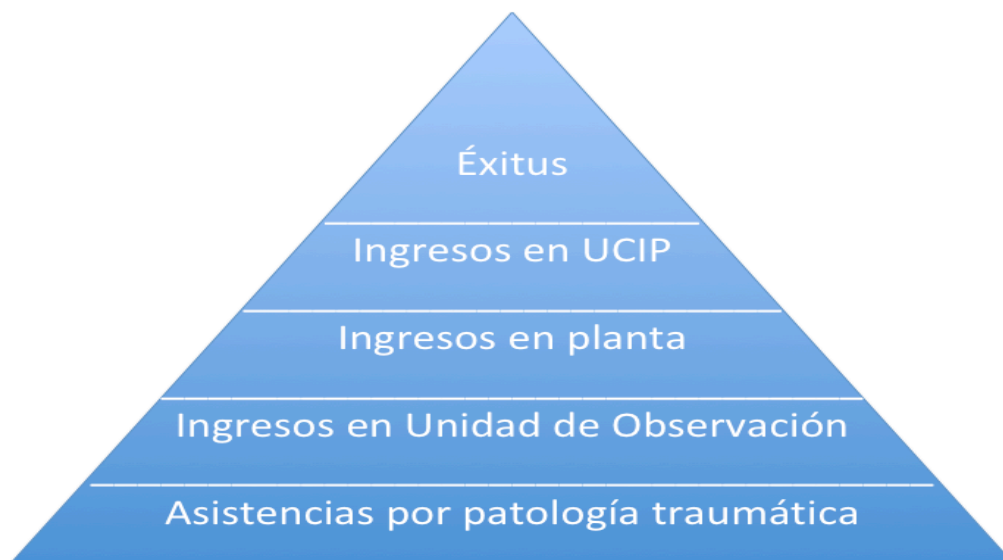 Éxitus
Ingresos en UCIP
Ingresos en planta
Ingresos en Unidad de Observación
Asistencias por patología traumática